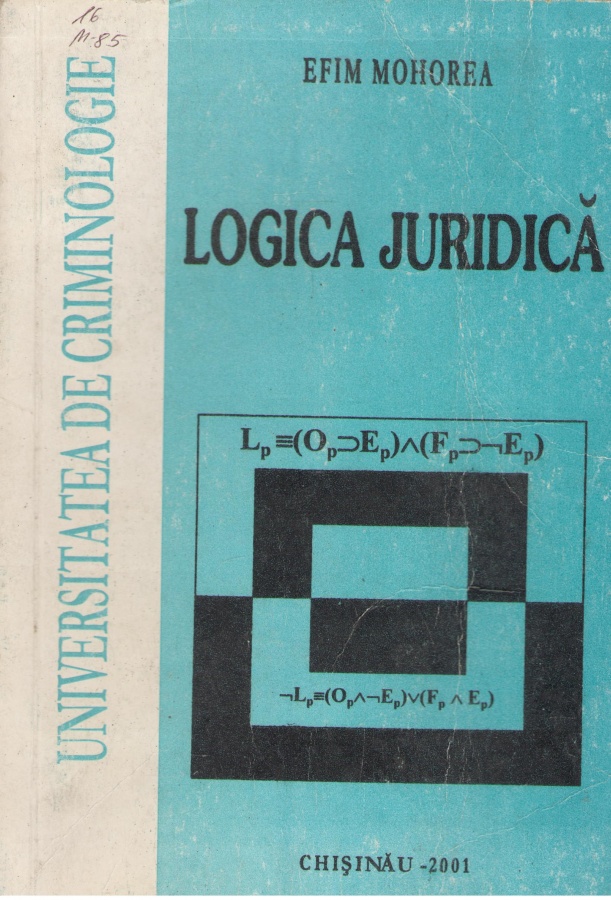 16
M-85
UNIVERSITATEA DE CRIMINOLOGIE
EFIM MOHOREA
LOGICA JURIDICĂ
Lₚ ≡(Oₚ⊃Eₚ)∧(Fₚ⊃¬Eₚ)
¬Lₚ≡(Oₚ∧¬Eₚ)∨(Fₚ ∧ Eₚ)
CHIŞINĂU -2001